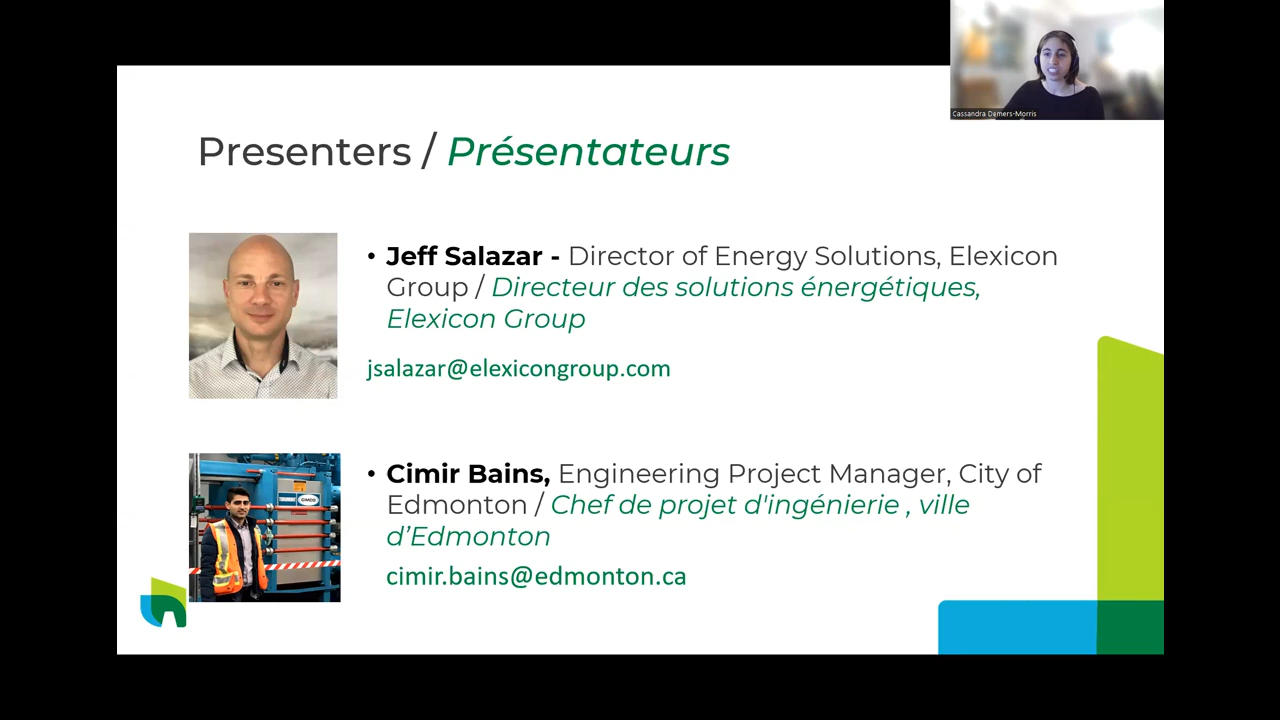 Cassandra Demers-Morris
Presenters / Présentateurs
• Jeff Salazar - Director of Energy Solutions, Elexicon
Group / Directeur des solutions énergétiques,
Elexicon Group
jsalazar@elexicongroup.com
CIMCO
• Cimir Bains, Engineering Project Manager, City of
Edmonton / Chef de projet d'ingénierie , ville
d’Edmonton
cimir.bains@edmonton.ca